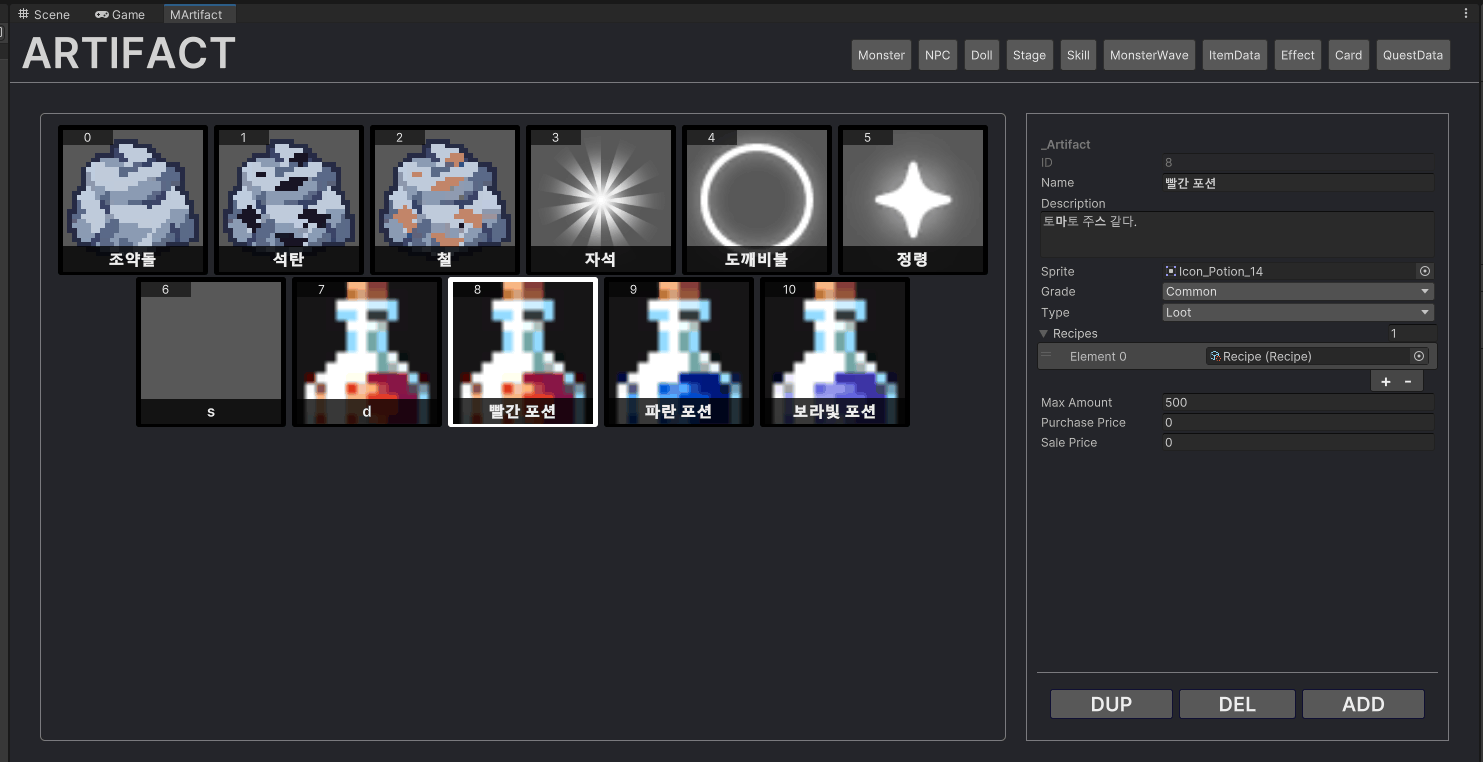 Scene Game MArtifact
ARTIFACT
Monster NPC Doll Stage Skill MonsterWave ItemData Effect Card QuestData
0 1 2 3 4 5
조약돌 석탄 철 자석 도깨비불 정령
6 7 8 9 10
s d 빨간 포션 파란 포션 보라빛 포션
_Artifact
ID 8
Name 빨간 포션
Description
토마토 주스 같다.
Sprite Icon_Potion_14
Grade Common
Type Loot
Recipes 1
Element 0 Recipe (Recipe)
+ -
Max Amount 500
Purchase Price 0
Sale Price 0
DUP DEL ADD